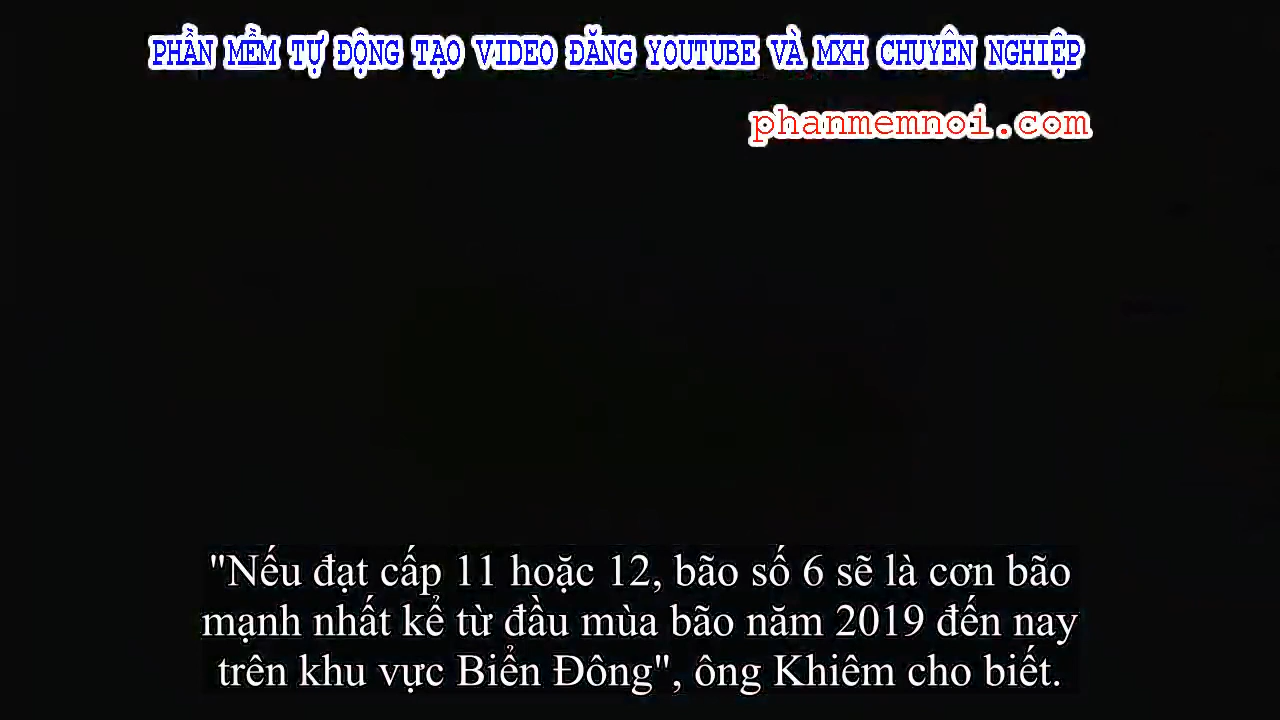 PHẦN MỀM TỰ ĐỘNG TẠO VIDEO ĐĂNG YOUTUBE VÀ MXH CHUYÊN NGHIỆP
phanmemnoi.com
"Nếu đạt cấp 11 hoặc 12, bão số 6 sẽ là cơn bão
mạnh nhất kể từ đầu mùa bão năm 2019 đến nay
trên khu vực Biển Đông", ông Khiêm cho biết.